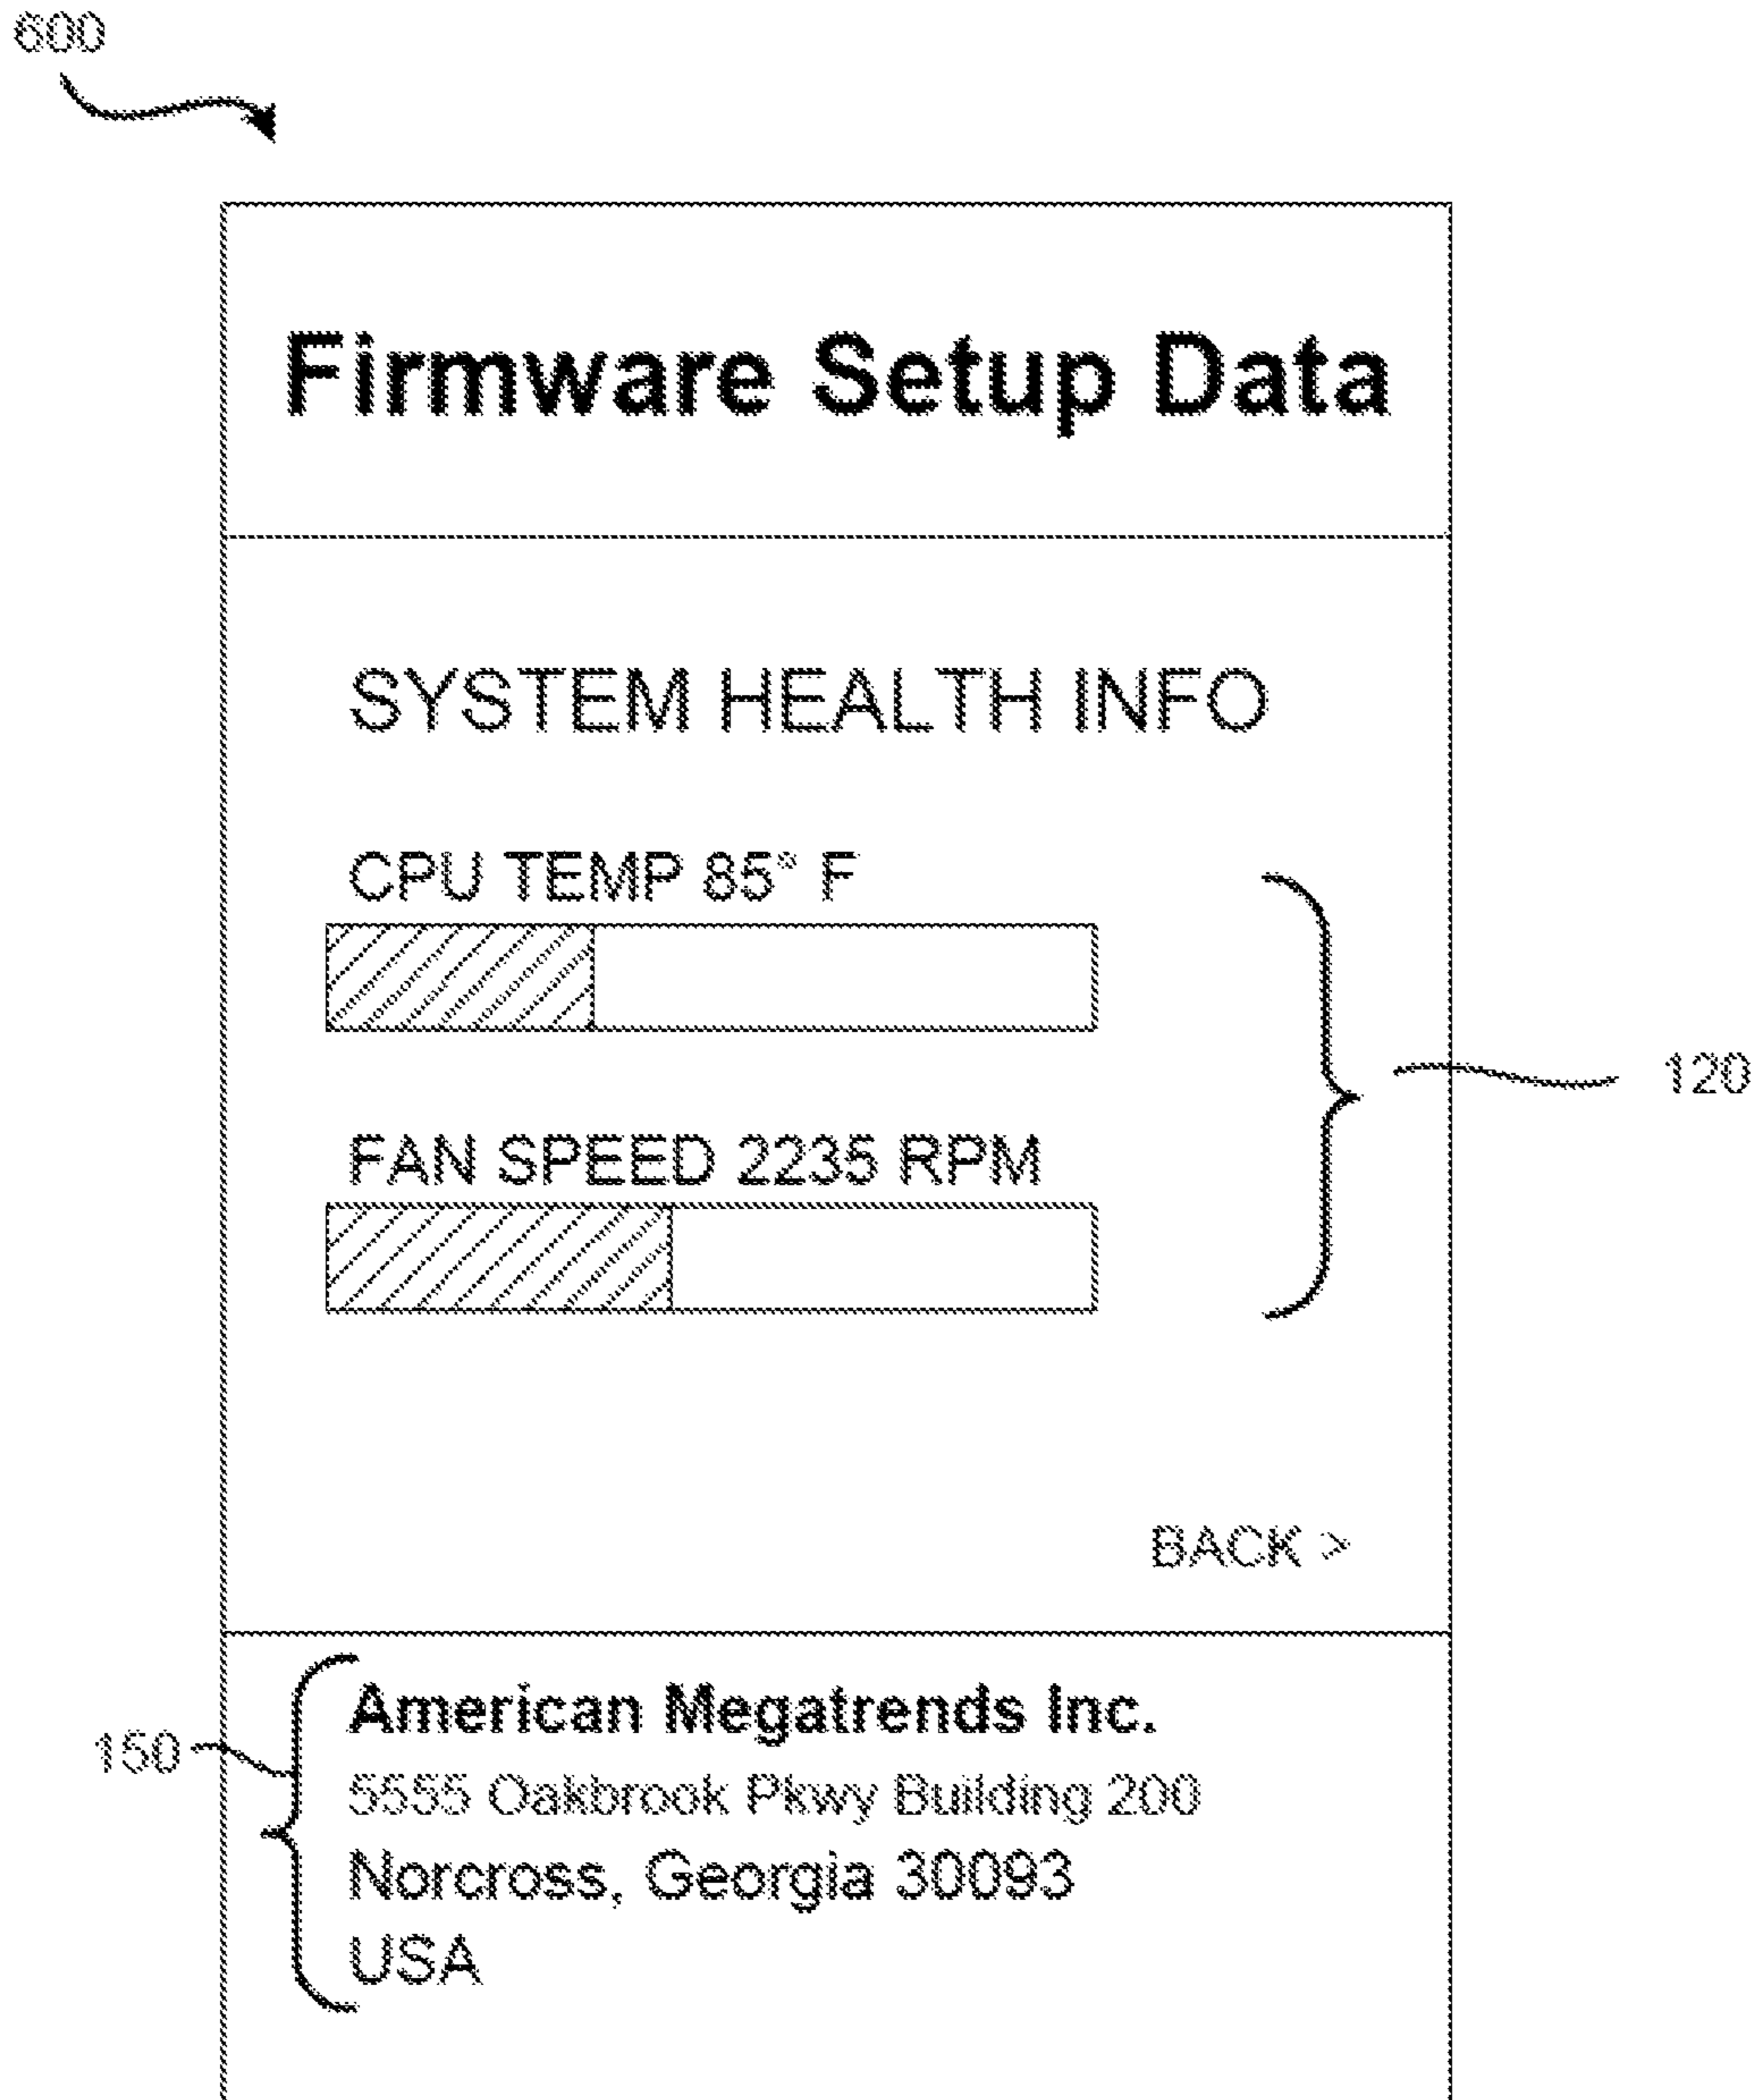 600
Firmware Setup Data
SYSTEM HEALTH INFO
CPU TEMP 85° F
120
FAN SPEED 2235 RPM
BACK >
American Megatrends Inc.
150
5555 Oakbrook Pkwy Building 200
Norcross, Georgia 30093
USA